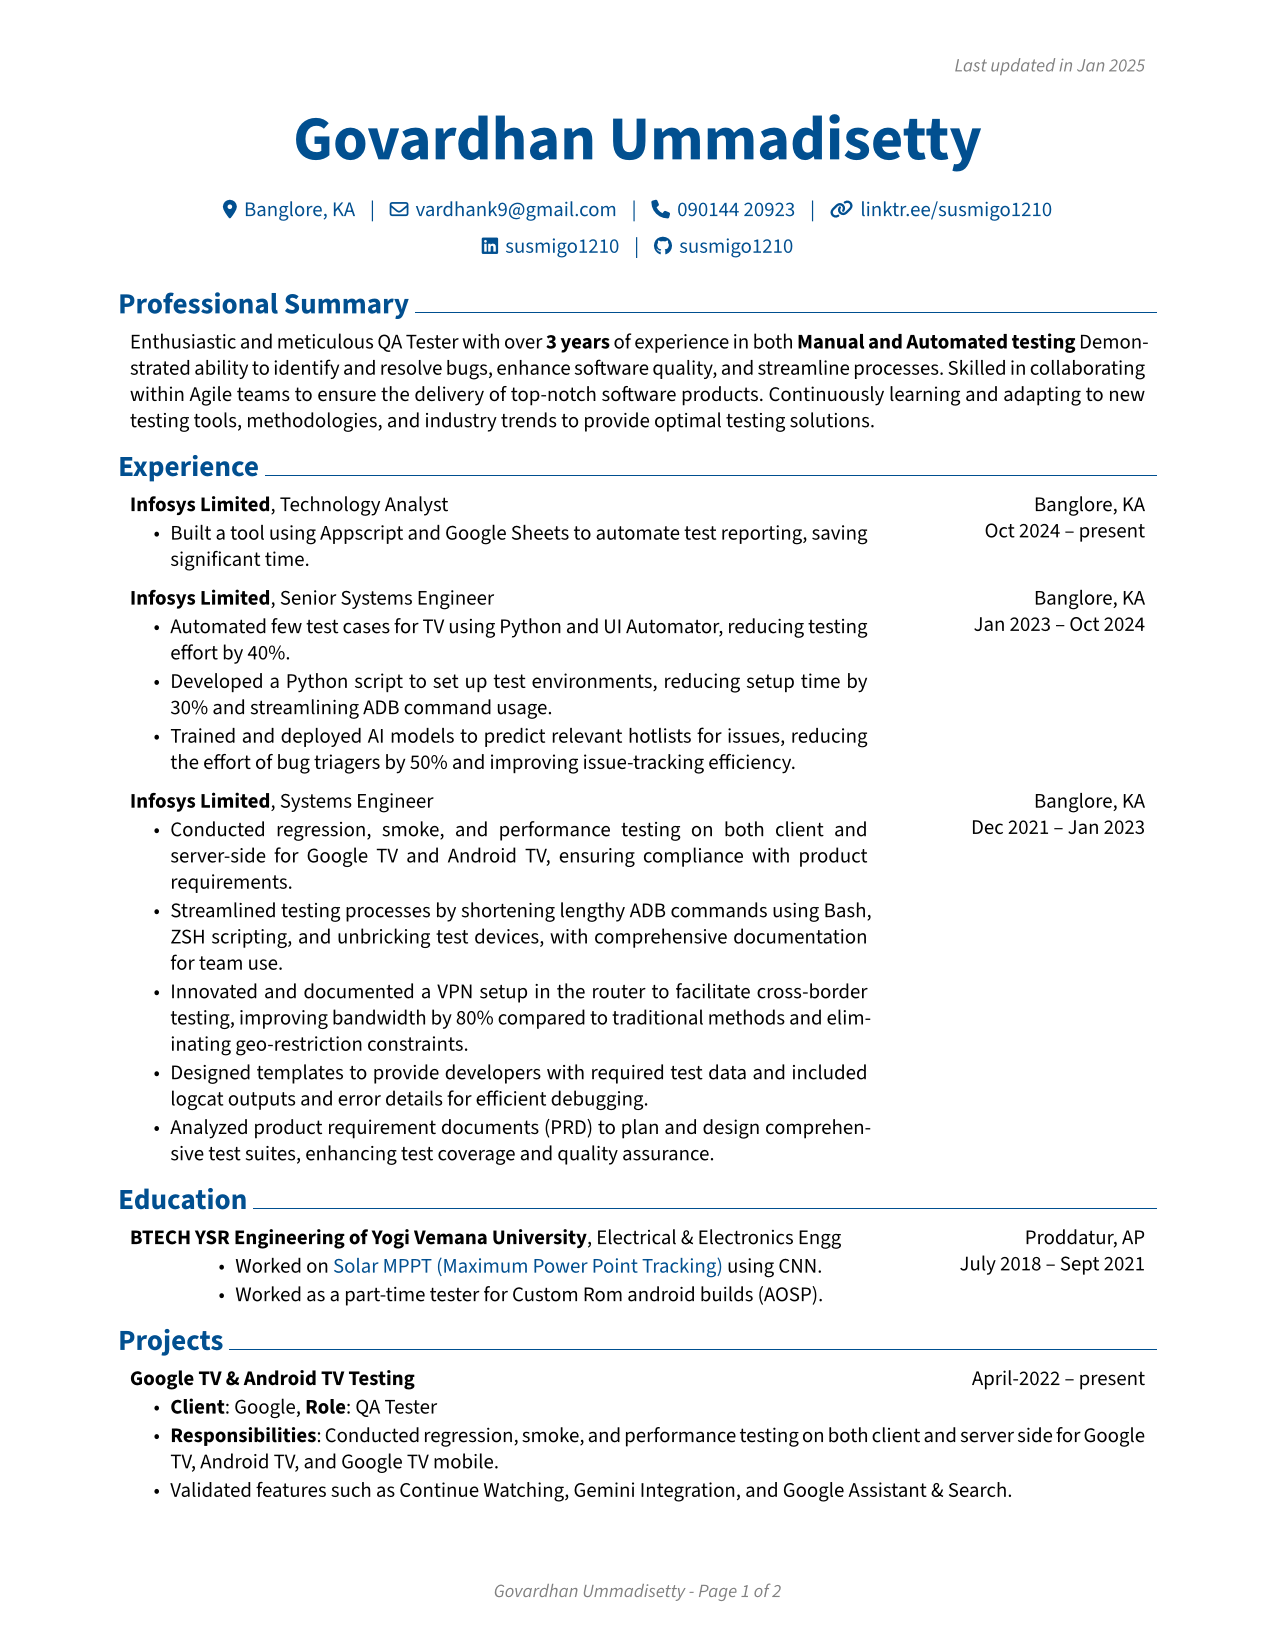 Last updated in Jan 2025
Govardhan Ummadisetty
Banglore, KA | vardhank9@gmail.com | 090144 20923 | linktr.ee/susmigo1210
susmigo1210 | susmigo1210
Professional Summary
Enthusiastic and meticulous QA Tester with over 3 years of experience in both Manual and Automated testing Demon-
strated ability to identify and resolve bugs, enhance software quality, and streamline processes. Skilled in collaborating
within Agile teams to ensure the delivery of top-notch software products. Continuously learning and adapting to new
testing tools, methodologies, and industry trends to provide optimal testing solutions.
Experience
Infosys Limited, Technology Analyst Banglore, KA
• Built a tool using Appscript and Google Sheets to automate test reporting, saving Oct 2024 – present
significant time.
Infosys Limited, Senior Systems Engineer Banglore, KA
• Automated few test cases for TV using Python and UI Automator, reducing testing Jan 2023 – Oct 2024
effort by 40%.
• Developed a Python script to set up test environments, reducing setup time by
30% and streamlining ADB command usage.
• Trained and deployed AI models to predict relevant hotlists for issues, reducing
the effort of bug triagers by 50% and improving issue-tracking efficiency.
Infosys Limited, Systems Engineer Banglore, KA
• Conducted regression, smoke, and performance testing on both client and Dec 2021 – Jan 2023
server-side for Google TV and Android TV, ensuring compliance with product
requirements.
• Streamlined testing processes by shortening lengthy ADB commands using Bash,
ZSH scripting, and unbricking test devices, with comprehensive documentation
for team use.
• Innovated and documented a VPN setup in the router to facilitate cross-border
testing, improving bandwidth by 80% compared to traditional methods and elim-
inating geo-restriction constraints.
• Designed templates to provide developers with required test data and included
logcat outputs and error details for efficient debugging.
• Analyzed product requirement documents (PRD) to plan and design comprehen-
sive test suites, enhancing test coverage and quality assurance.
Education
BTECH YSR Engineering of Yogi Vemana University, Electrical & Electronics Engg Proddatur, AP
• Worked on Solar MPPT (Maximum Power Point Tracking) using CNN. July 2018 – Sept 2021
• Worked as a part-time tester for Custom Rom android builds (AOSP).
Projects
Google TV & Android TV Testing April-2022 – present
• Client: Google, Role: QA Tester
• Responsibilities: Conducted regression, smoke, and performance testing on both client and server side for Google
TV, Android TV, and Google TV mobile.
• Validated features such as Continue Watching, Gemini Integration, and Google Assistant & Search.
Govardhan Ummadisetty - Page 1 of 2